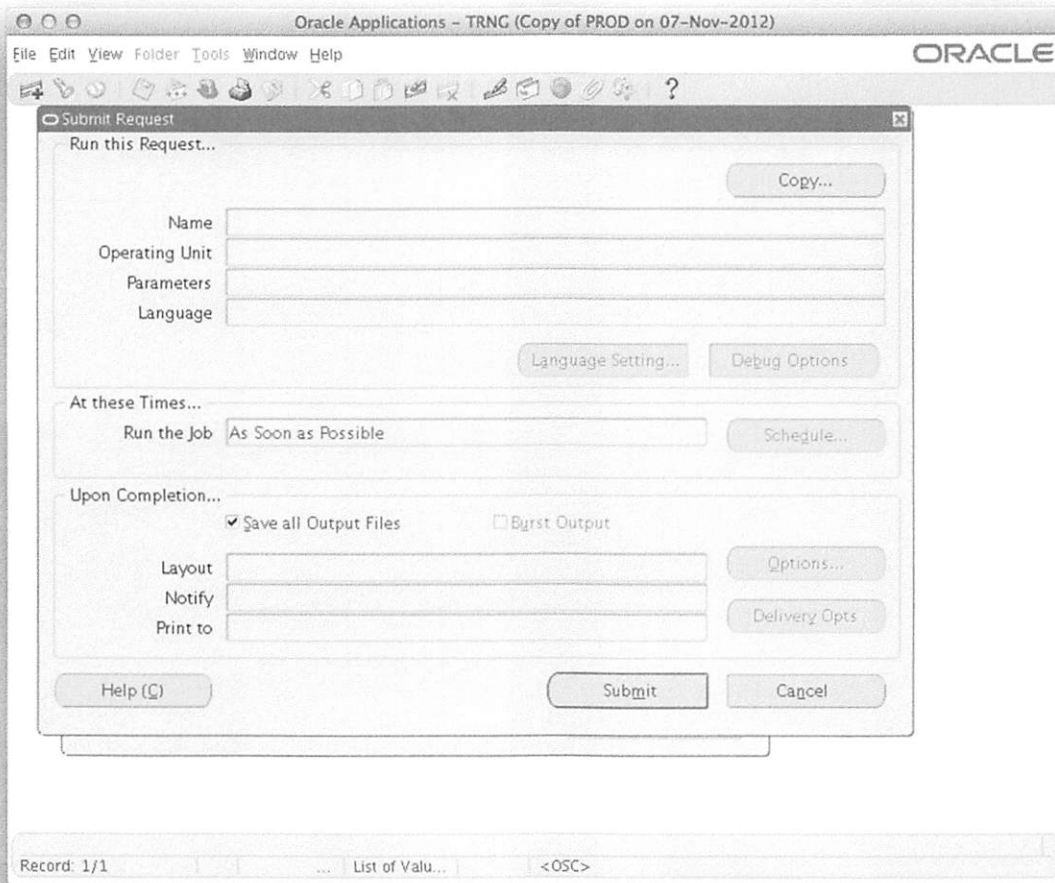 Oracle Applications – TRNG (Copy of PROD on 07-Nov-2012)
File Edit View Folder Tools Window Help
ORACLE
Submit Request
Run this Request...
Copy...
Name
Operating Unit
Parameters
Language
Language Setting...
Debug Options
At these Times...
Run the Job
As Soon as Possible
Schedule...
Upon Completion...
Save all Output Files
Burst Output
Layout
Options...
Notify
Delivery Opts
Print to
Help (C)
Submit
Cancel
Record: 1/1
...
List of Valu...
<OSC>